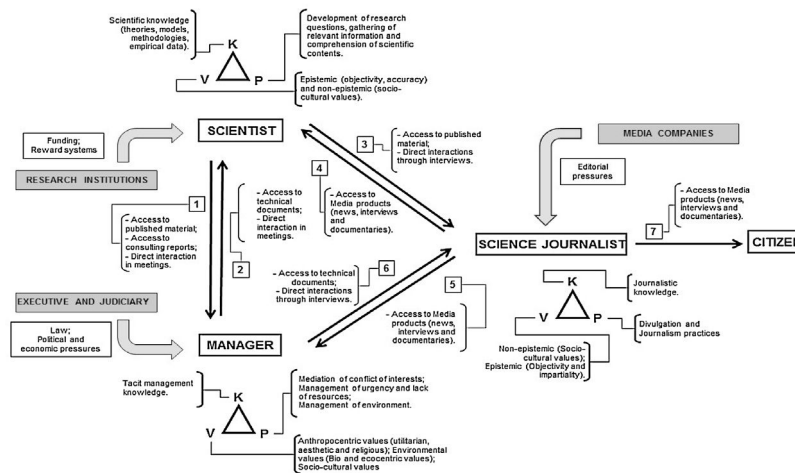 Scientific knowledge
(theories, models,
methodologies,
empirical data).
K
V
P
Development of research
questions, gathering of
relevant information and
comprehension of scientific
contents.
Epistemic (objectivity, accuracy)
and non-epistemic (socio-
cultural values).
Funding;
Reward systems
RESEARCH INSTITUTIONS
SCIENTIST
3
- Access to published
material;
- Direct interactions
through interviews.
MEDIA COMPANIES
Editorial
pressures
1
- Access to
published material;
- Access to
consulting reports;
- Direct interaction
in meetings.
- Access to
technical
documents;
- Direct
interaction in
meetings.
2
4
- Access to
Media products
(news, interviews
and
documentaries).
SCIENCE JOURNALIST
7
- Access to Media
products (news,
interviews and
documentaries).
CITIZE
- Access to technical
documents;
- Direct interactions
through interviews.
6
5
- Access to Media
products (news,
interviews and
documentaries).
K
V
P
Journalistic
knowledge.
Divulgation and
Journalism practices
Non-epistemic (Socio-
cultural values);
Epistemic (Objectivity and
impartiality).
EXECUTIVE AND JUDICIARY
Law;
Political and
economic pressures
MANAGER
Tacit management
knowledge.
K
V
P
Mediation of conflict of interests;
Management of urgency and lack
of resources;
Management of environment.
Anthropocentric values (utilitarian,
aesthetic and religious); Environmental
values (Bio and ecocentric values);
Socio-cultural values